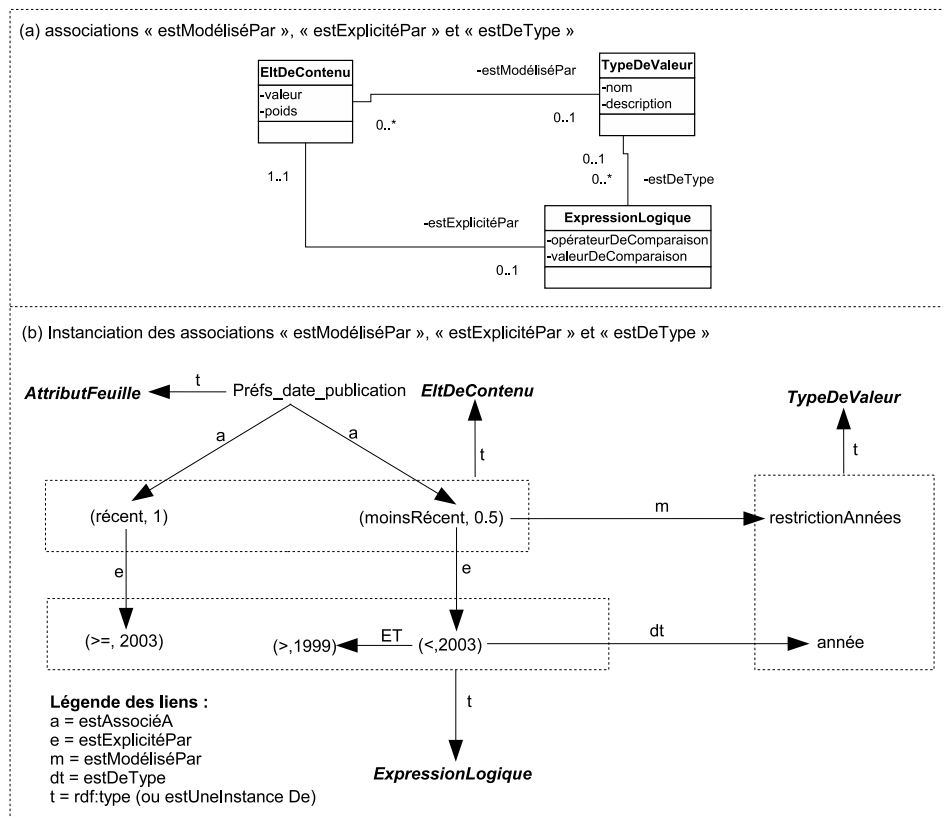 (a) associations « estModéliséPar », « estExplicitéPar » et « estDeType »
EltDeContenu
-valeur
-poids
-estModéliséPar
TypeDeValeur
-nom
-description
0..*
0..1
0..1
0..*
-estDeType
1..1
-estExplicitéPar
0..1
ExpressionLogique
-opérateurDeComparaison
-valeurDeComparaison
(b) Instanciation des associations « estModéliséPar », « estExplicitéPar » et « estDeType »
AttributFeuille
t
Préfs_date_publication
EltDeContenu
TypeDeValeur
a
a
t
t
(récent, 1)
(moinsRécent, 0.5)
m
restrictionAnnées
e
e
(>=, 2003)
(>,1999)
ET
(<,2003)
dt
année
t
Légende des liens :
a = estAssociéA
e = estExplicitéPar
m = estModéliséPar
dt = estDeType
t = rdf:type (ou estUneInstance De)
ExpressionLogique